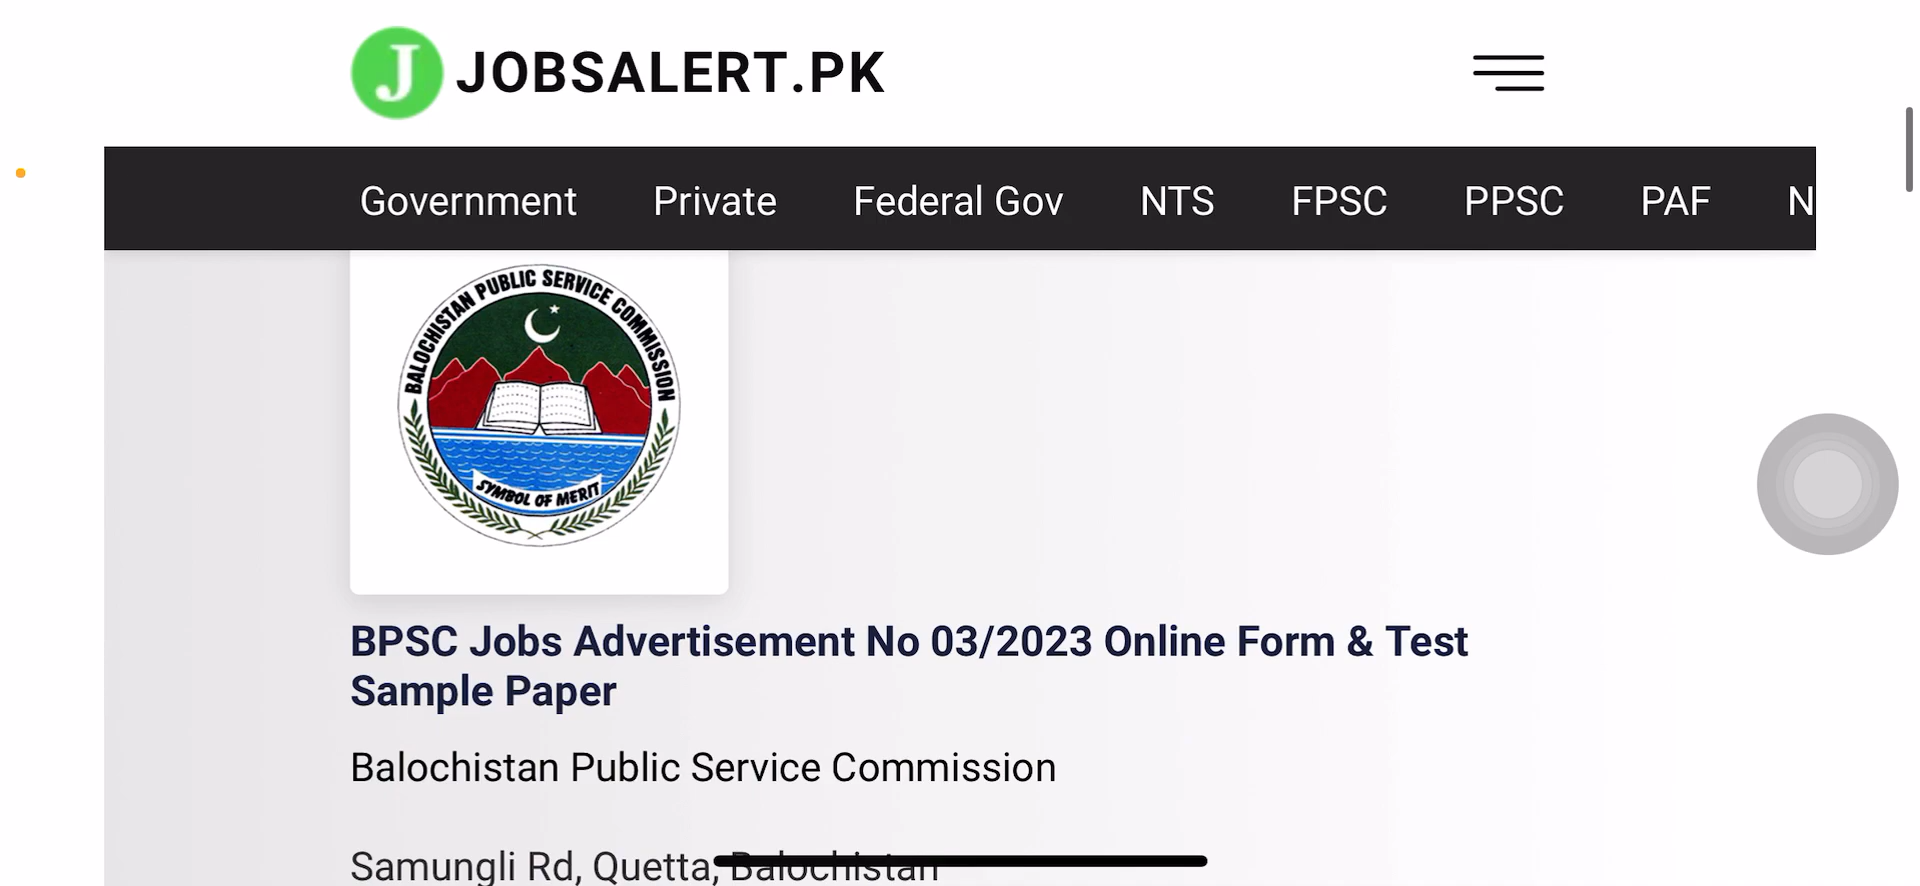 J JOBSALERT.PK
Government Private Federal Gov NTS FPSC PPSC PAF N
BALOCHISTAN PUBLIC SERVICE COMMISSION
SYMBOL OF MERIT
BPSC Jobs Advertisement No 03/2023 Online Form & Test
Sample Paper
Balochistan Public Service Commission
Samungli Rd, Quetta, Balochistan